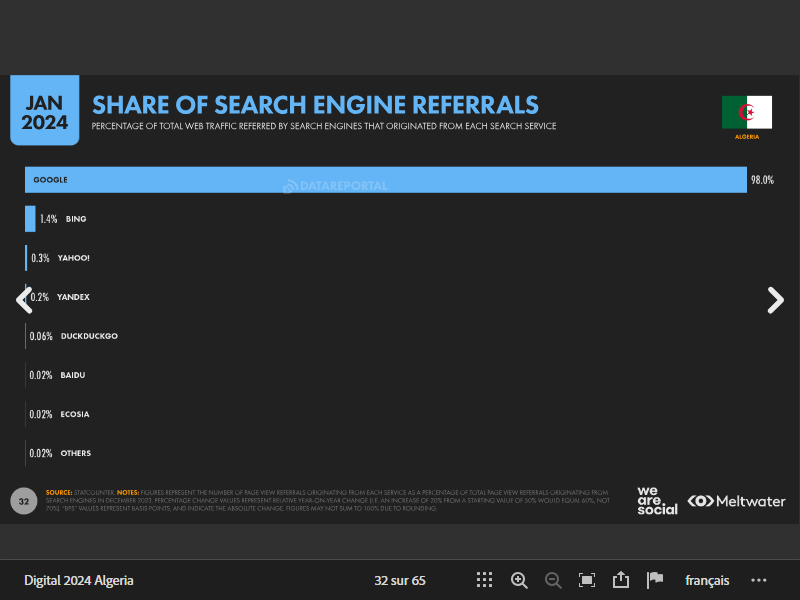 JAN
2024
SHARE OF SEARCH ENGINE REFERRALS
PERCENTAGE OF TOTAL WEB TRAFFIC REFERRED BY SEARCH ENGINES THAT ORIGINATED FROM EACH SEARCH SERVICE
ALGERIA
GOOGLE
DATAREPORTAL
98.0%
1.4% BING
0.3% YAHOO!
0.2% YANDEX
0.06% DUCKDUCKGO
0.02% BAIDU
0.02% ECOSIA
0.02% OTHERS
32
SOURCE: STATCOUNTER. NOTES: FIGURES REPRESENT THE NUMBER OF PAGE VIEW REFERRALS ORIGINATING FROM EACH SERVICE AS A PERCENTAGE OF TOTAL PAGE VIEW REFERRALS ORIGINATING FROM
SEARCH ENGINES IN DECEMBER 2023. PERCENTAGE CHANGE VALUES REPRESENT RELATIVE YEAR-ON-YEAR CHANGE (I.E. AN INCREASE OF 20% FROM A STARTING VALUE OF 50% WOULD EQUAL 60%, NOT
70%). "BPS" VALUES REPRESENT BASIS POINTS, AND INDICATE THE ABSOLUTE CHANGE. FIGURES MAY NOT SUM TO 100% DUE TO ROUNDING.
we
are.
social
Meltwater
Digital 2024 Algeria
32 sur 65
français